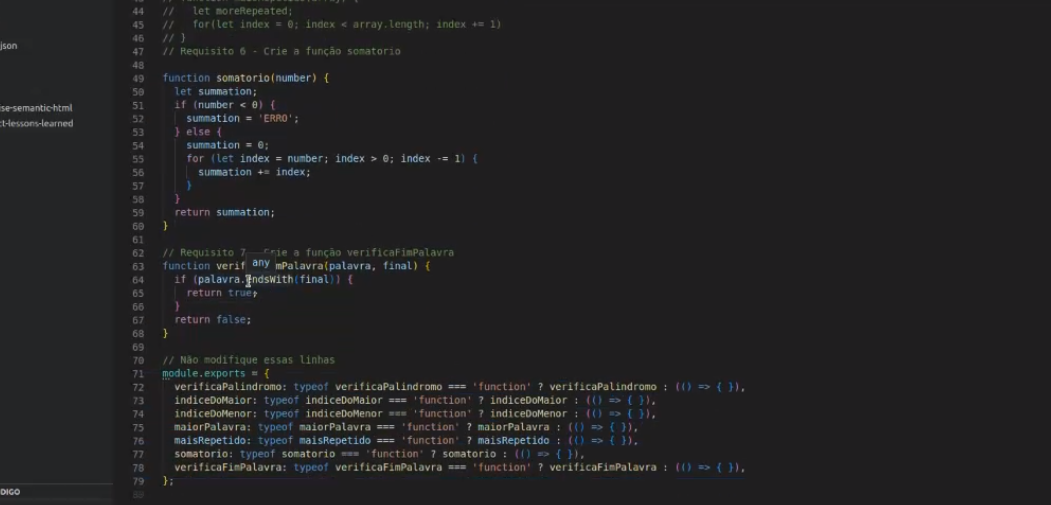 json
se-semantic-html
ct-lessons-learned
DIGO
44 //   let moreRepeated;
45 //   for(let index = 0; index < array.length; index += 1)
46 // }
47 // Requisito 6 - Crie a função somatorio
48
49 function somatorio(number) {
50   let summation;
51   if (number < 0) {
52     summation = 'ERRO';
53   } else {
54     summation = 0;
55     for (let index = number; index > 0; index -= 1) {
56       summation += index;
57     }
58   }
59   return summation;
60 }
61
62 // Requisito 7 - Crie a função verificaFimPalavra
any
63 function verif mPalavra(palavra, final) {
64   if (palavra.endsWith(final)) {
65     return true;
66   }
67   return false;
68 }
69
70 // Não modifique essas linhas
71 module.exports = {
72   verificaPalindromo: typeof verificaPalindromo === 'function' ? verificaPalindromo : (() => { }),
73   indiceDoMaior: typeof indiceDoMaior === 'function' ? indiceDoMaior : (() => { }),
74   indiceDoMenor: typeof indiceDoMenor === 'function' ? indiceDoMenor : (() => { }),
75   maiorPalavra: typeof maiorPalavra === 'function' ? maiorPalavra : (() => { }),
76   maisRepetido: typeof maisRepetido === 'function' ? maisRepetido : (() => { }),
77   somatorio: typeof somatorio === 'function' ? somatorio : (() => { }),
78   verificaFimPalavra: typeof verificaFimPalavra === 'function' ? verificaFimPalavra : (() => { }),
79 };
80